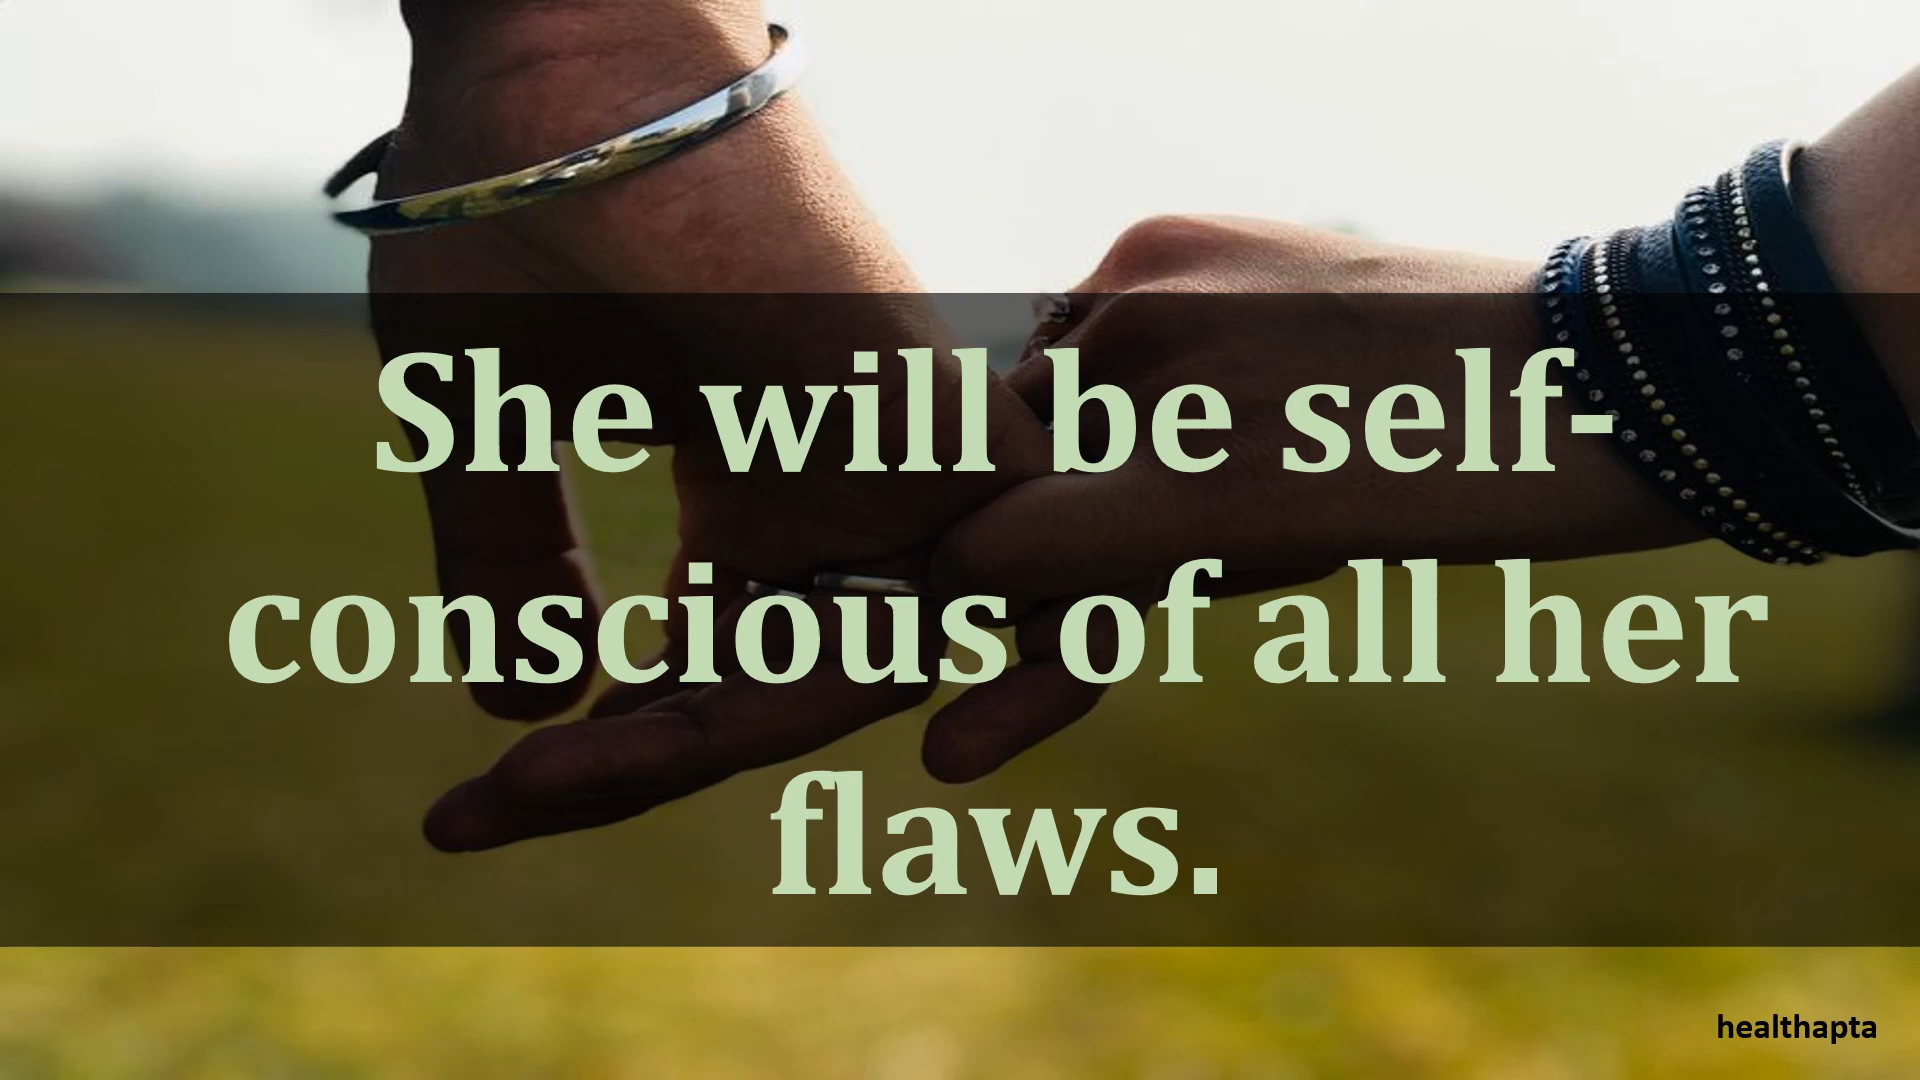 She will be self-
conscious of all her
flaws.
healthapta